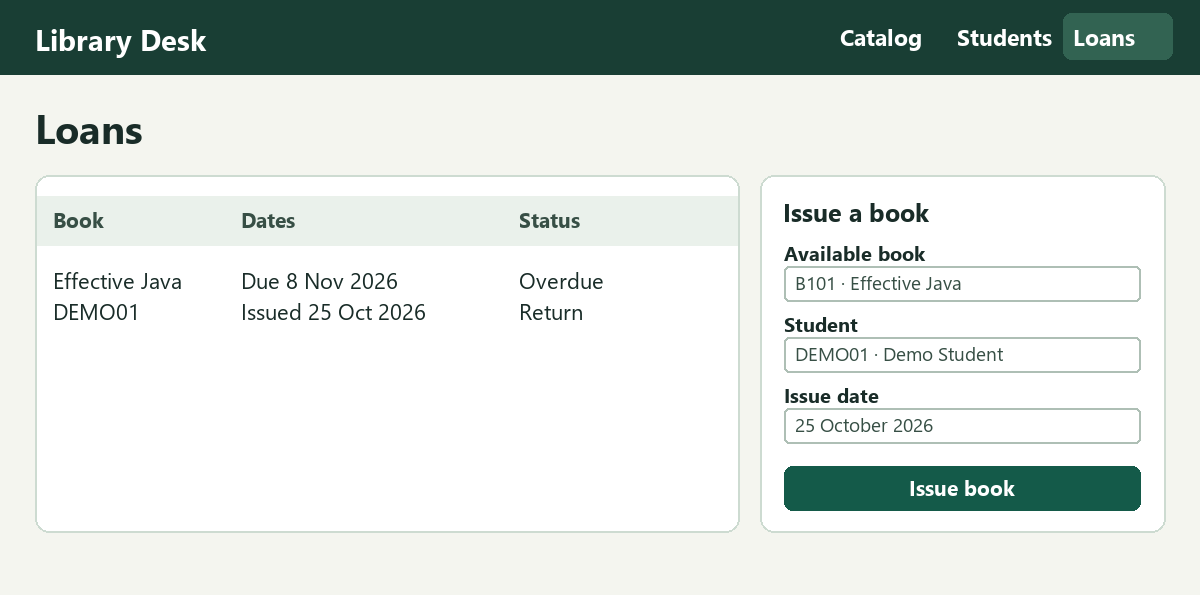 Library Desk
Catalog Students Loans
Loans
Book Dates Status
Effective Java Due 8 Nov 2026 Overdue
DEMO01 Issued 25 Oct 2026 Return
Issue a book
Available book
B101 · Effective Java
Student
DEMO01 · Demo Student
Issue date
25 October 2026
Issue book